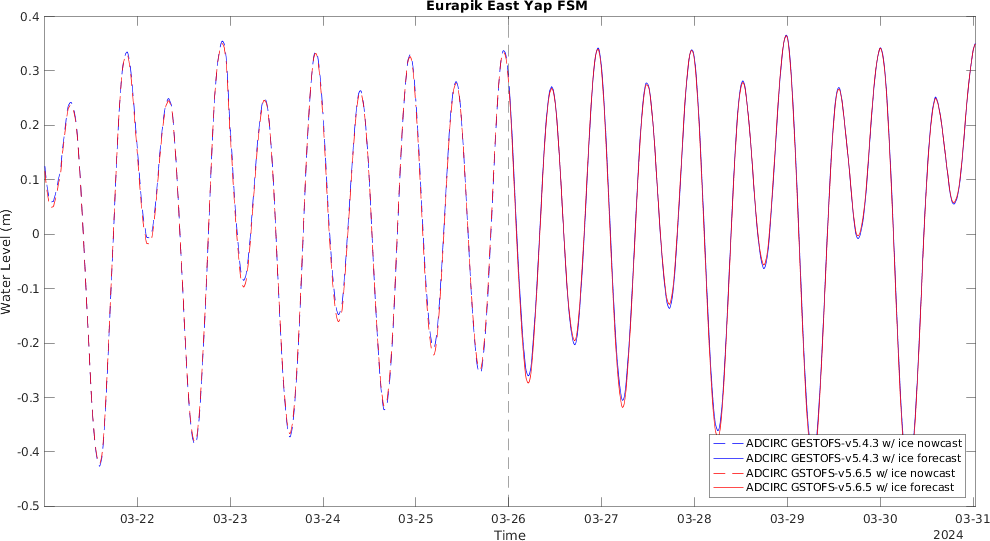 Eurapik East Yap FSM
0.4
0.3
0.2
0.1
0
-0.1
-0.2
-0.3
-0.4
-0.5
Water Level (m)
ADCIRC GESTOFS-v5.4.3 w/ ice nowcast
ADCIRC GESTOFS-v5.4.3 w/ ice forecast
ADCIRC GSTOFS-v5.6.5 w/ ice nowcast
ADCIRC GSTOFS-v5.6.5 w/ ice forecast
03-22 03-23 03-24 03-25 03-26 03-27 03-28 03-29 03-30 03-31
Time
2024